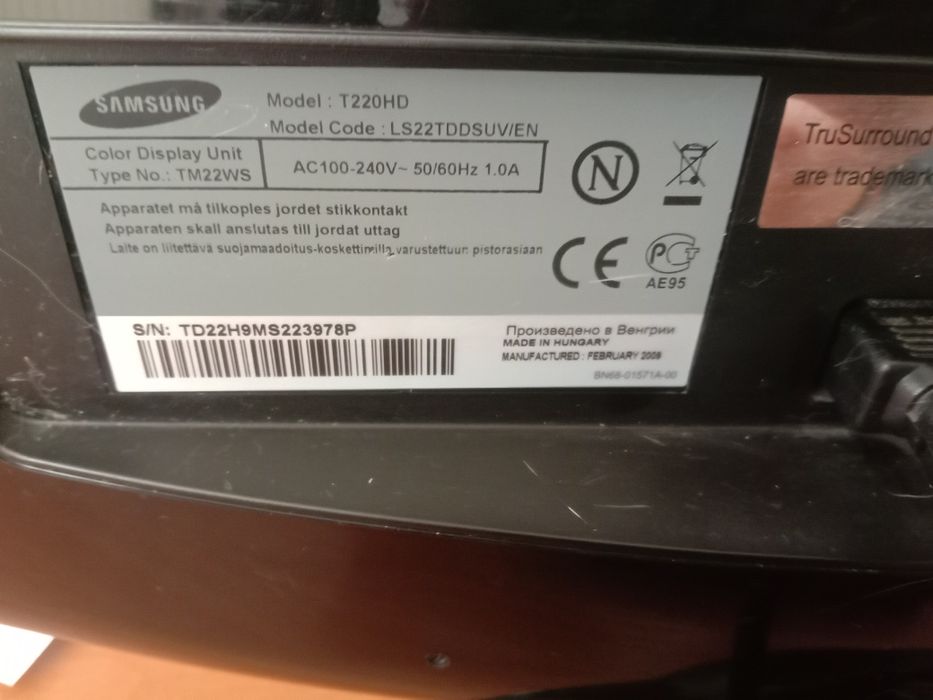 SAMSUNG
Model : T220HD
Model Code : LS22TDDSUV/EN
Color Display Unit
Type No.: TM22WS
AC100-240V~ 50/60Hz 1.0A
N
Apparatet må tilkoples jordet stikkontakt
Apparaten skall anslutas till jordat uttag
Laite on liitettävä suojamaadoitus-koskettimilla varustettuun pistorasiaan
CE
РСТ
AE95
S/N: TD22H9MS223978P
Произведено в Венгрии
MADE IN HUNGARY
MANUFACTURED : FEBRUARY 2009
BN68-01571A-00
TruSurround
are trademark